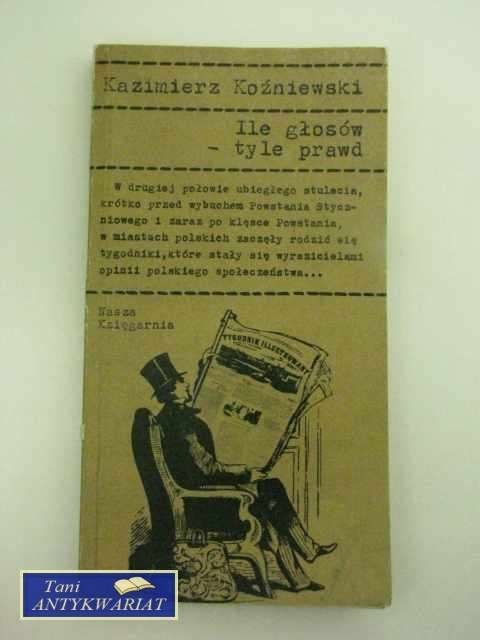 Kazimierz Koźniewski
Ile głosów
- tyle prawd
W drugiej połowie ubiegłego stulecia,
krótko przed wybuchem Powstania Stycz-
niowego i zaraz po klęsce Powstania,
w miastach polskich zaczęły rodzić się
tygodniki, które stały się wyrazicielami
opinii polskiego społeczeństwa...
Nasza
Księgarnia
TYGODNIK ILLUSTROWANY
Tani
ANTYKWARIAT